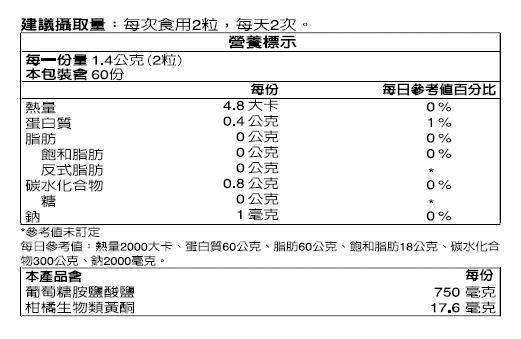 建議攝取量：每次食用2粒，每天2次。
營養標示
每一份量 1.4公克(2粒)
本包裝含 60份
每份 每日參考值百分比
熱量 4.8 大卡 0 %
蛋白質 0.4 公克 1 %
脂肪 0 公克 0 %
飽和脂肪 0 公克 0 %
反式脂肪 0 公克 *
碳水化合物 0.8 公克 0 %
糖 0 公克 *
鈉 1 毫克 0 %
*參考值未訂定
每日參考值：熱量2000大卡、蛋白質60公克、脂肪60公克、飽和脂肪18公克、碳水化合
物300公克、鈉2000毫克。
本產品含 每份
葡萄糖胺鹽酸鹽 750 毫克
柑橘生物類黃酮 17.6 毫克